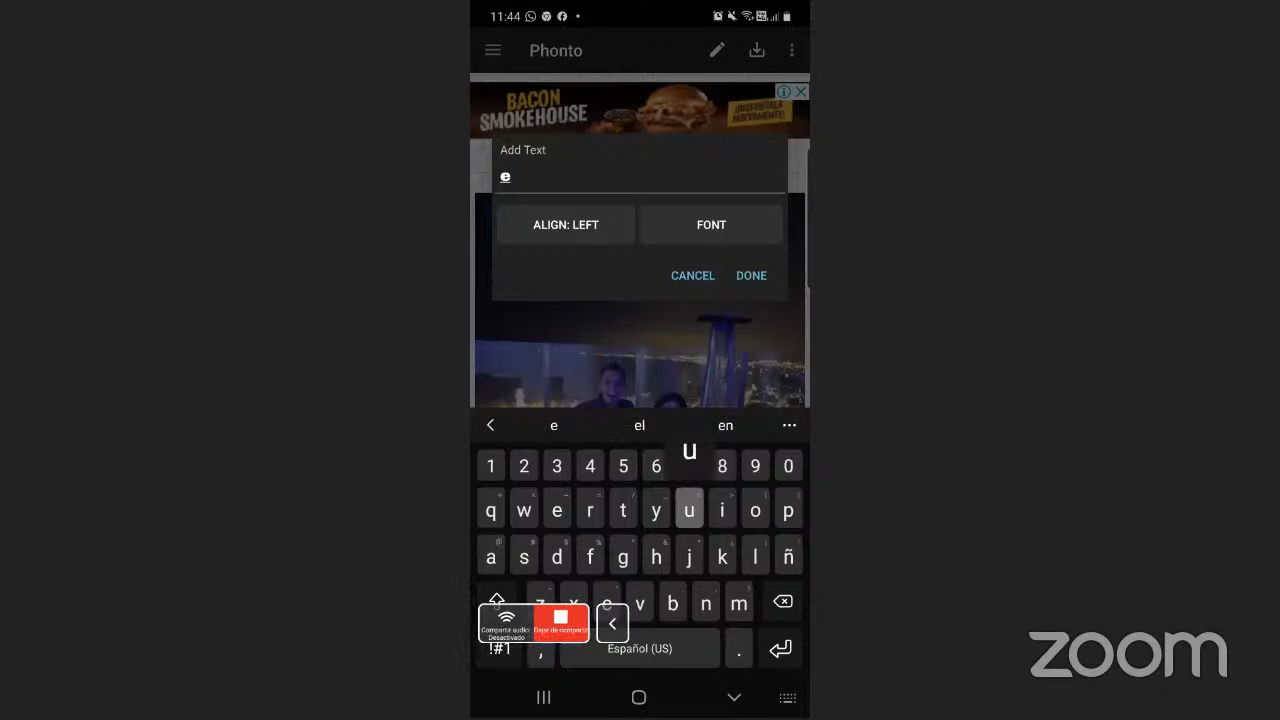 11:44
Phonto
BACON
SMOKEHOUSE
Add Text
e
ALIGN: LEFT
FONT
CANCEL
DONE
e
el
en
u
1 2 3 4 5 6 8 9 0
q w e r t y u i o p
a s d f g h j k l ñ
z x c v b n m
Compartir audio:
Desactivado
Dejar de compartir
!#1
,
Español (US)
.
zoom